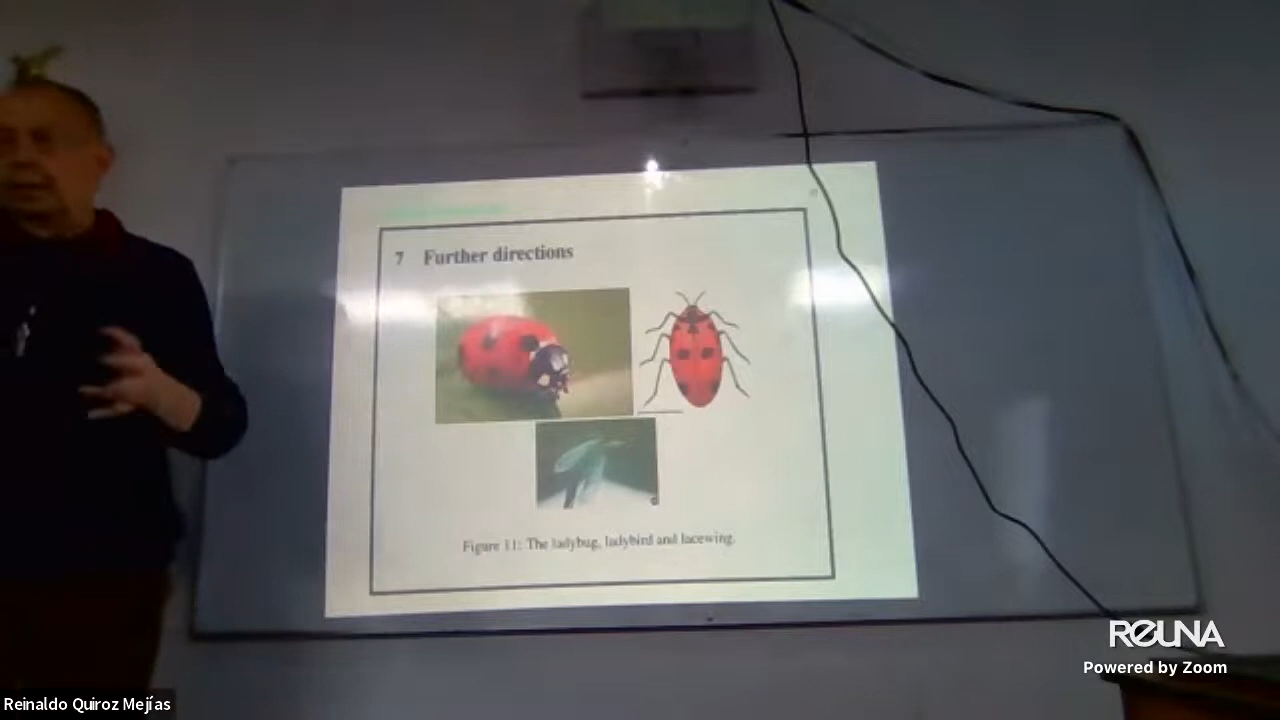 7 Further directions
Figure 11: The ladybug, ladybird and lacewing.
REUNA
Powered by Zoom
Reinaldo Quiroz Mejías